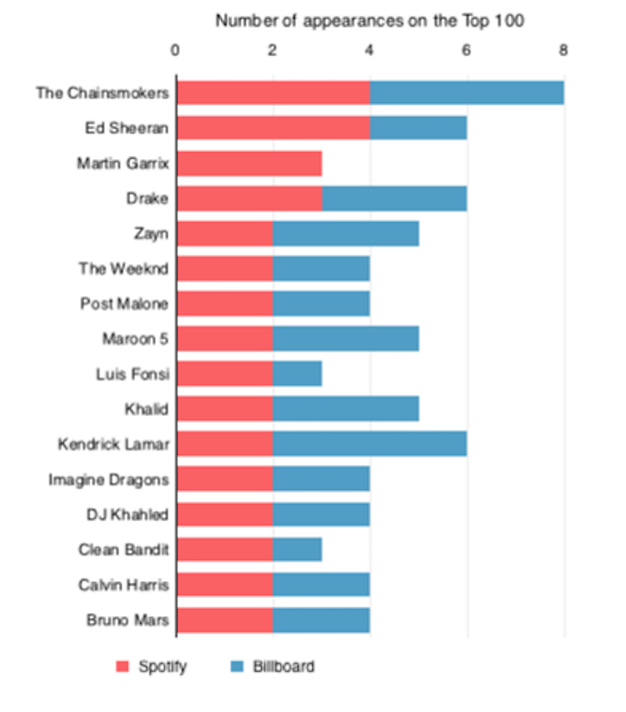 Number of appearances on the Top 100
0 2 4 6 8
The Chainsmokers
Ed Sheeran
Martin Garrix
Drake
Zayn
The Weeknd
Post Malone
Maroon 5
Luis Fonsi
Khalid
Kendrick Lamar
Imagine Dragons
DJ Khahled
Clean Bandit
Calvin Harris
Bruno Mars
Spotify Billboard